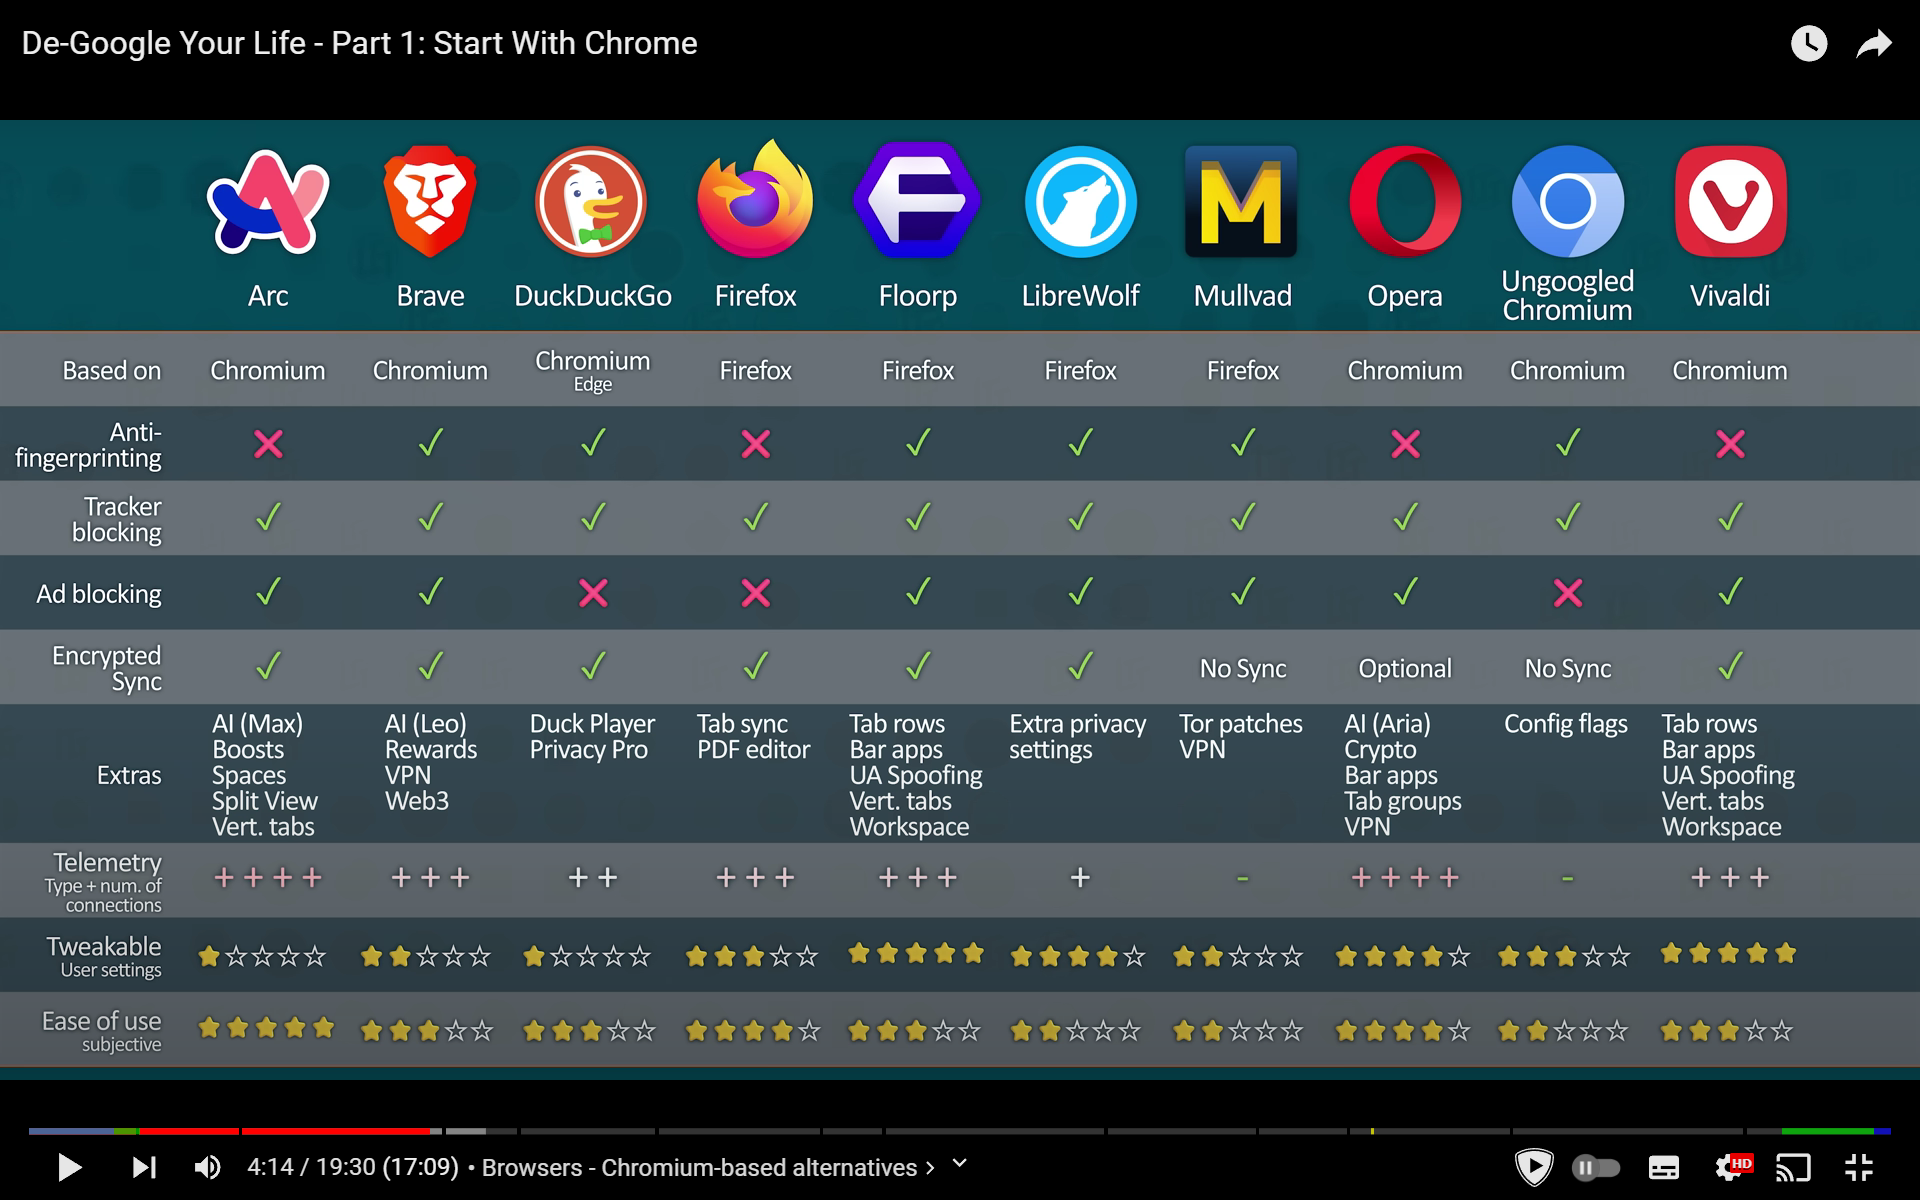 De-Google Your Life - Part 1: Start With Chrome
Arc Brave DuckDuckGo Firefox Floorp LibreWolf Mullvad Opera Ungoogled Chromium Vivaldi
Based on Chromium Chromium Chromium Edge Firefox Firefox Firefox Firefox Chromium Chromium Chromium
Anti-fingerprinting
Tracker blocking
Ad blocking
Encrypted Sync No Sync Optional No Sync
Extras
AI (Max)
Boosts
Spaces
Split View
Vert. tabs
AI (Leo)
Rewards
VPN
Web3
Duck Player
Privacy Pro
Tab sync
PDF editor
Tab rows
Bar apps
UA Spoofing
Vert. tabs
Workspace
Extra privacy
settings
Tor patches
VPN
AI (Aria)
Crypto
Bar apps
Tab groups
VPN
Config flags
Tab rows
Bar apps
UA Spoofing
Vert. tabs
Workspace
Telemetry
Type + num. of
connections
++++ +++ ++ +++ +++ + - ++++ - +++
Tweakable
User settings
Ease of use
subjective
4:14 / 19:30 (17:09) • Browsers - Chromium-based alternatives ›
HD